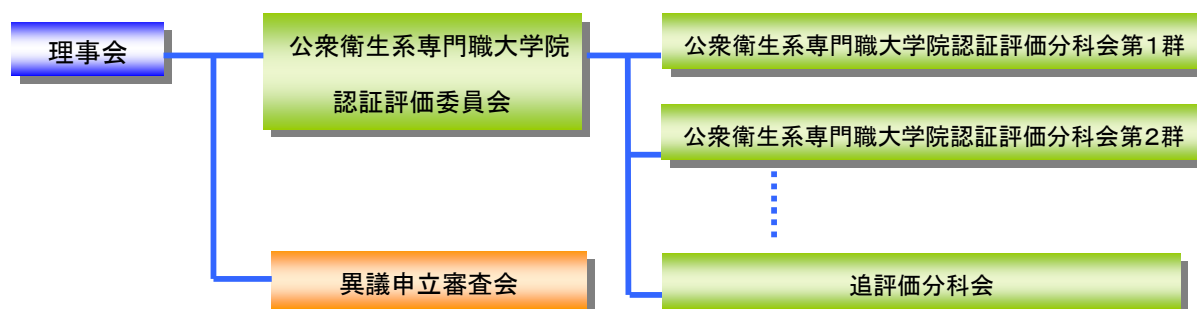 理事会
公衆衛生系専門職大学院
認証評価委員会
公衆衛生系専門職大学院認証評価分科会第1群
公衆衛生系専門職大学院認証評価分科会第2群
異議申立審査会
追評価分科会